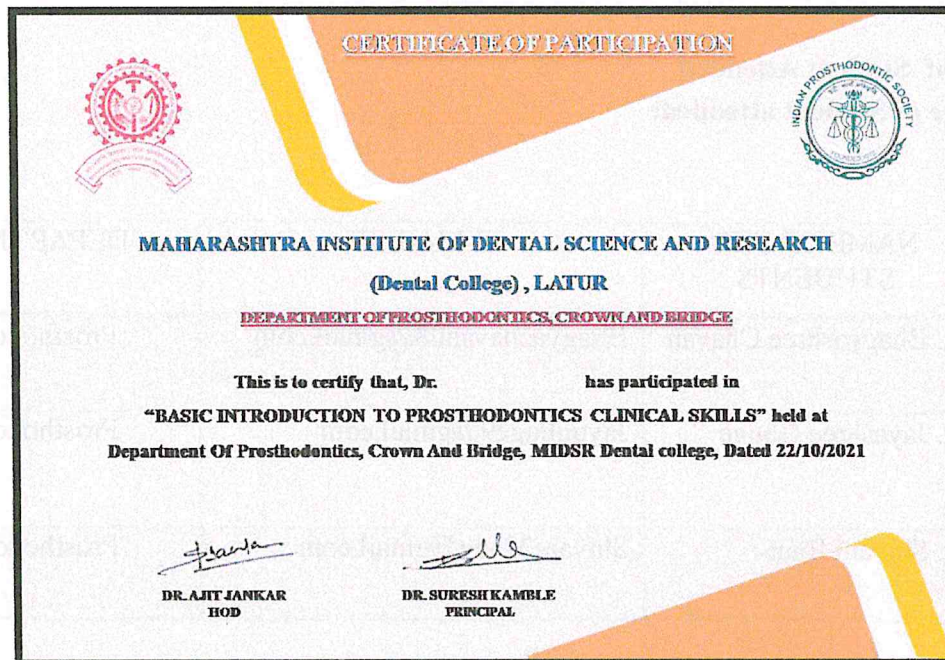 CERTIFICATE OF PARTICIPATION
INDIAN PROSTHODONTIC SOCIETY
MAHARASHTRA INSTITUTE OF DENTAL SCIENCE AND RESEARCH
(Dental College) , LATUR
DEPARTMENT OF PROSTHODONTICS, CROWN AND BRIDGE
This is to certify that, Dr. has participated in
“BASIC INTRODUCTION TO PROSTHODONTICS CLINICAL SKILLS” held at
Department Of Prosthodontics, Crown And Bridge, MIDSR Dental college, Dated 22/10/2021
DR. AJIT JANKAR
HOD
DR. SURESH KAMBLE
PRINCIPAL